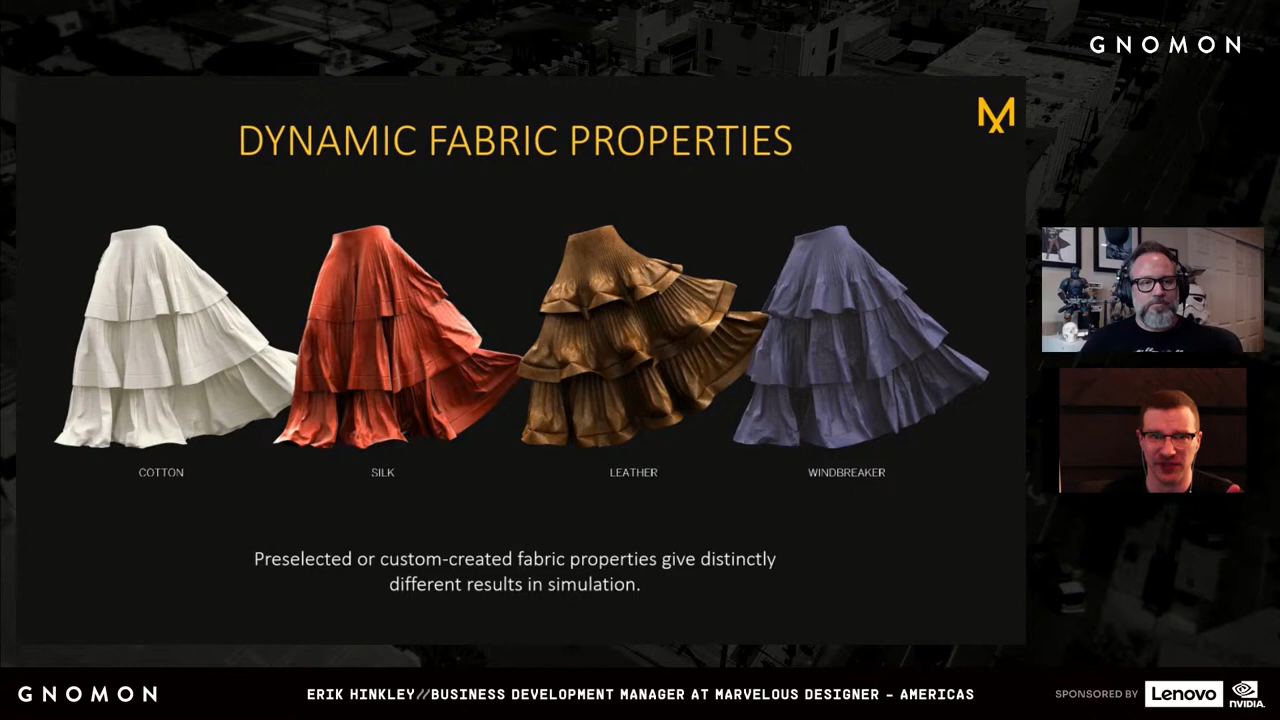 GNOMON
DYNAMIC FABRIC PROPERTIES
COTTON
SILK
LEATHER
WINDBREAKER
Preselected or custom-created fabric properties give distinctly
different results in simulation.
GNOMON
ERIK HINKLEY//BUSINESS DEVELOPMENT MANAGER AT MARVELOUS DESIGNER - AMERICAS
SPONSORED BY
Lenovo
NVIDIA.